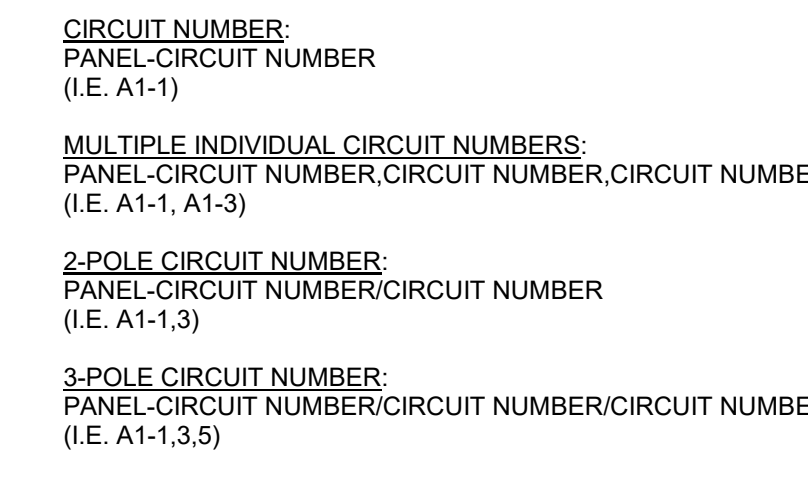 CIRCUIT NUMBER:
PANEL-CIRCUIT NUMBER
(I.E. A1-1)
MULTIPLE INDIVIDUAL CIRCUIT NUMBERS:
PANEL-CIRCUIT NUMBER,CIRCUIT NUMBER,CIRCUIT NUMBE
(I.E. A1-1, A1-3)
2-POLE CIRCUIT NUMBER:
PANEL-CIRCUIT NUMBER/CIRCUIT NUMBER
(I.E. A1-1,3)
3-POLE CIRCUIT NUMBER:
PANEL-CIRCUIT NUMBER/CIRCUIT NUMBER/CIRCUIT NUMBE
(I.E. A1-1,3,5)